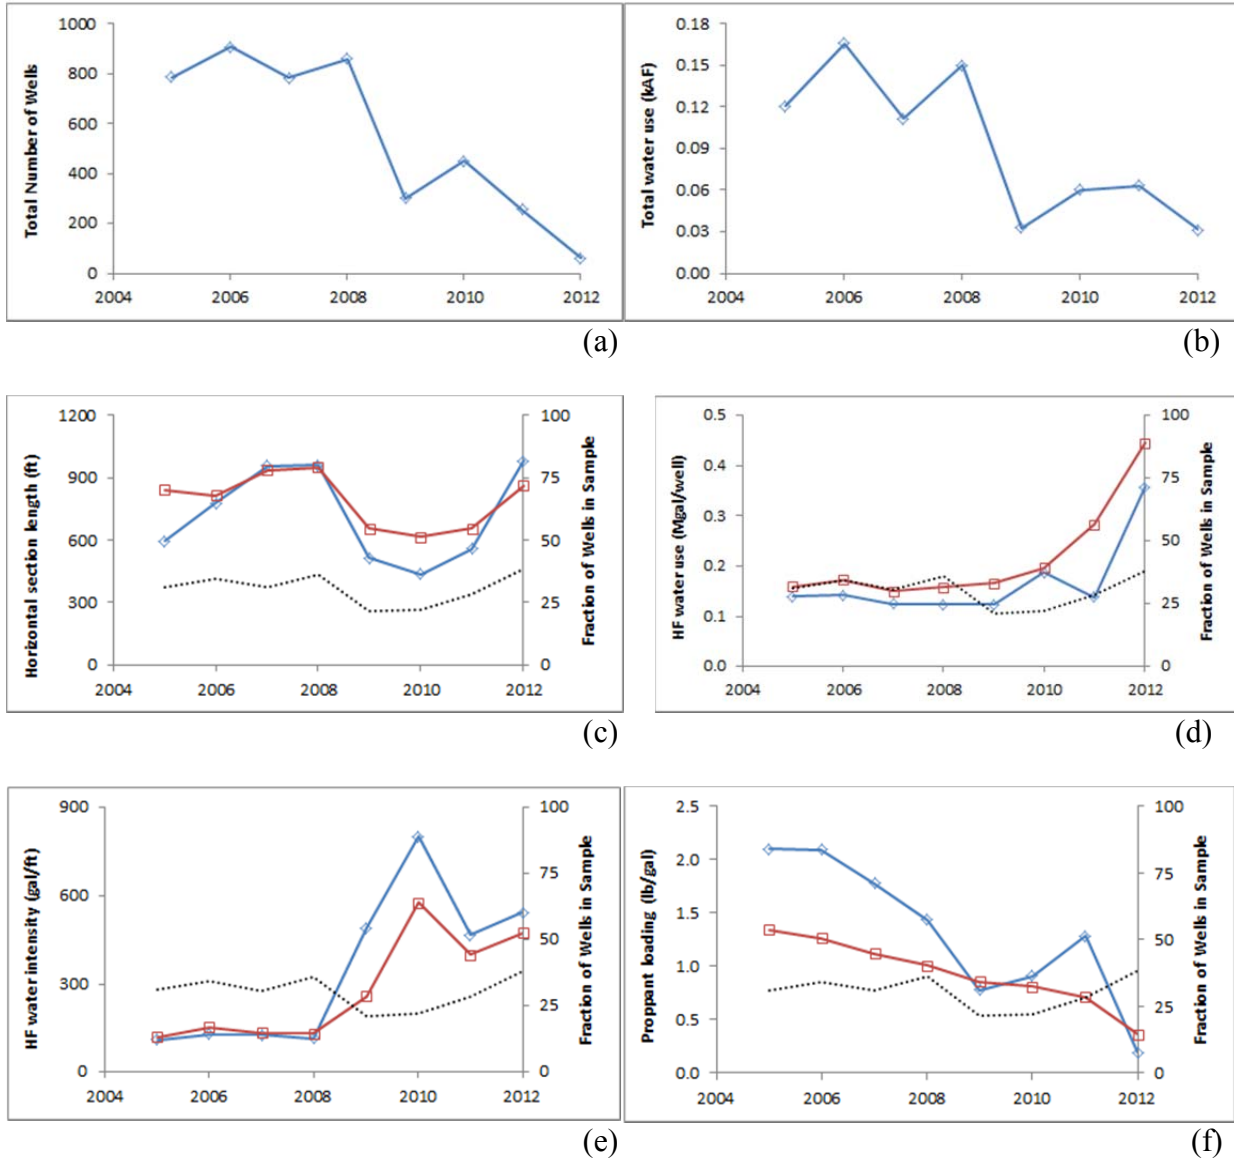 Total Number of Wells
1000
800
600
400
200
0
2004 2006 2008 2010 2012
(a)
Total water use (kAF)
0.18
0.15
0.12
0.09
0.06
0.03
0.00
2004 2006 2008 2010 2012
(b)
Horizontal section length (ft)
1200
900
600
300
0
2004 2006 2008 2010 2012
100
75
50
25
0
Fraction of Wells in Sample
(c)
HF water use (Mgal/well)
0.5
0.4
0.3
0.2
0.1
0.0
2004 2006 2008 2010 2012
100
75
50
25
0
Fraction of Wells in Sample
(d)
HF water intensity (gal/ft)
900
600
300
0
2004 2006 2008 2010 2012
100
75
50
25
0
Fraction of Wells in Sample
(e)
Proppant loading (lb/gal)
2.5
2.0
1.5
1.0
0.5
0.0
2004 2006 2008 2010 2012
100
75
50
25
0
Fraction of Wells in Sample
(f)